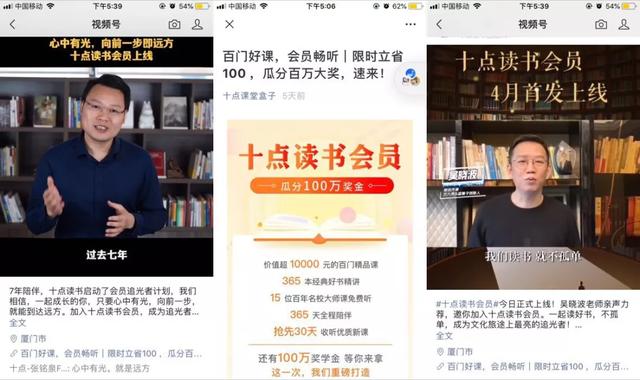 中国移动
下午5:39
54%
视频号
心中有光，向前一步即远方
十点读书会员上线
过去七年
7年陪伴，十点读书启动了会员追光者计划，我
们相信，一起成长的你，只要心中有光，向前一步，
就能到达远方。加入十点读书会员，成为追光者...
全文
厦门市
百门好课，会员畅听｜限时立省100，瓜分百...
十点-张铭泉F...：心中有光，就是远方
中国移动
下午5:06
62%
百门好课，会员畅听｜限时立省
100，瓜分百万大奖，速来！
十点课堂盒子 5天前
十点读书会员
瓜分100万奖金
价值超 10000 元的百门精品课
365 本经典好书精讲
15 位百年名校大师课免费听
365 天全程陪伴
抢先30天 收听优质新课
还有100万奖学金 等你来拿
这一次，我们重磅打造
中国移动
下午5:39
54%
视频号
十点读书会员
4月首发上线
吴晓波
我们读书 就不孤单
#十点读书会员#今日正式上线！吴晓波老师亲声力
荐，邀你加入十点读书会员。一起读好书，不孤
单，成为文化旅途上最亮的追光者！...
全文
厦门市
百门好课，会员畅听｜限时立省100，瓜分百...